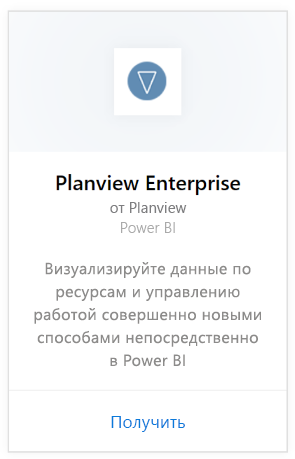 Planview Enterprise
от Planview
Power BI
Визуализируйте данные по
ресурсам и управлению
работой совершенно новыми
способами непосредственно
в Power BI
Получить